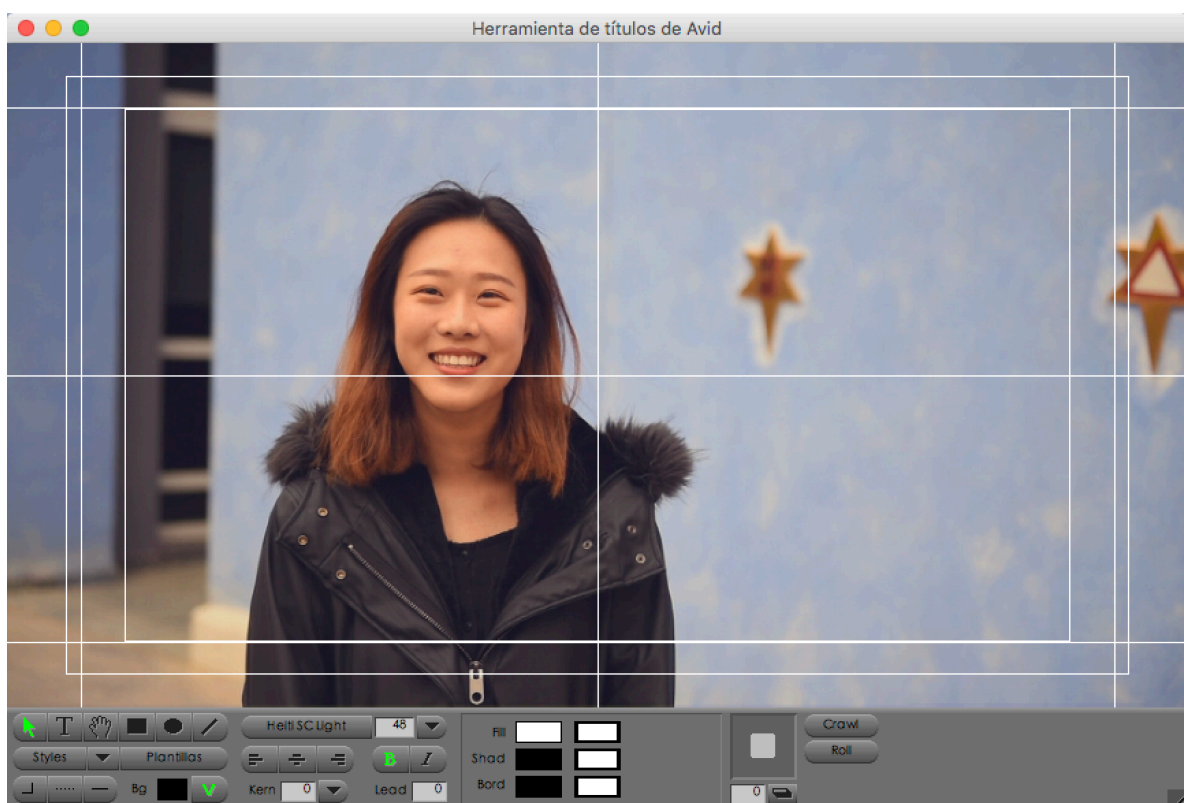 Herramienta de títulos de Avid
T
Heiti SC Light 48
Fill
Crawl
Styles Plantillas
B I
Shad
Roll
Bg V
Kern 0
Lead 0
Bord
0